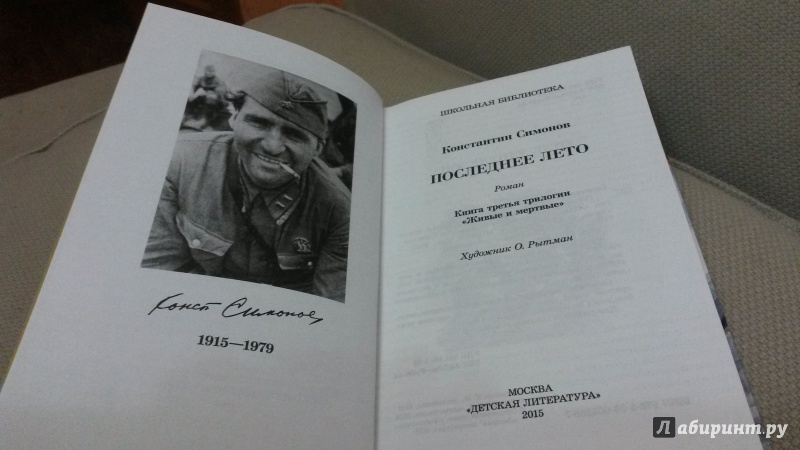 Конст Симонов
1915—1979
ШКОЛЬНАЯ БИБЛИОТЕКА
Константин Симонов
ПОСЛЕДНЕЕ ЛЕТО
Роман
Книга третья трилогии
«Живые и мертвые»
Художник О. Рытман
МОСКВА
«ДЕТСКАЯ ЛИТЕРАТУРА»
2015
Лабиринт.ру